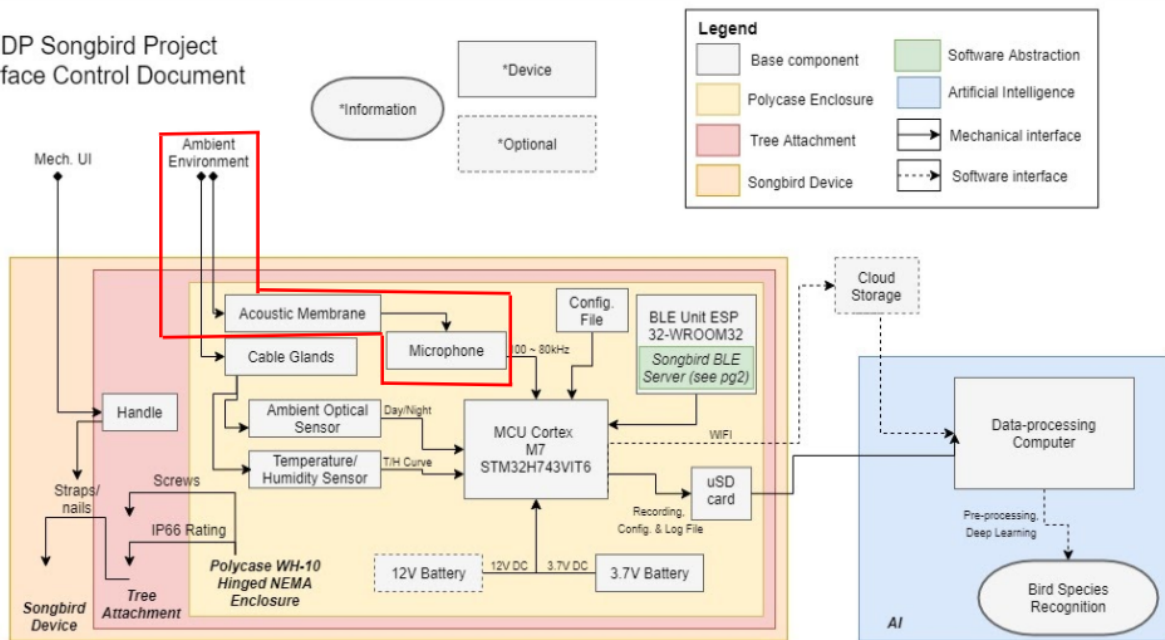 DP Songbird Project
face Control Document
*Information
*Device
*Optional
Legend
Base component
Polycase Enclosure
Tree Attachment
Songbird Device
Software Abstraction
Artificial Intelligence
Mechanical interface
Software interface
Mech. UI
Ambient
Environment
Acoustic Membrane
Microphone
Cable Glands
Config.
File
BLE Unit ESP
32-WROOM32
Songbird BLE
Server (see pg2)
Cloud
Storage
100 ~ 80kHz
Handle
Ambient Optical
Sensor
Day/Night
MCU Cortex
M7
STM32H743VIT6
WIFI
Data-processing
Computer
Temperature/
Humidity Sensor
T/H Curve
uSD
card
Straps/
nails
Screws
Recording,
Config. & Log File
IP66 Rating
Pre-processing,
Deep Learning
Polycase WH-10
Hinged NEMA
Enclosure
12V Battery
12V DC
3.7V DC
3.7V Battery
Songbird
Device
Tree
Attachment
Bird Species
Recognition
AI